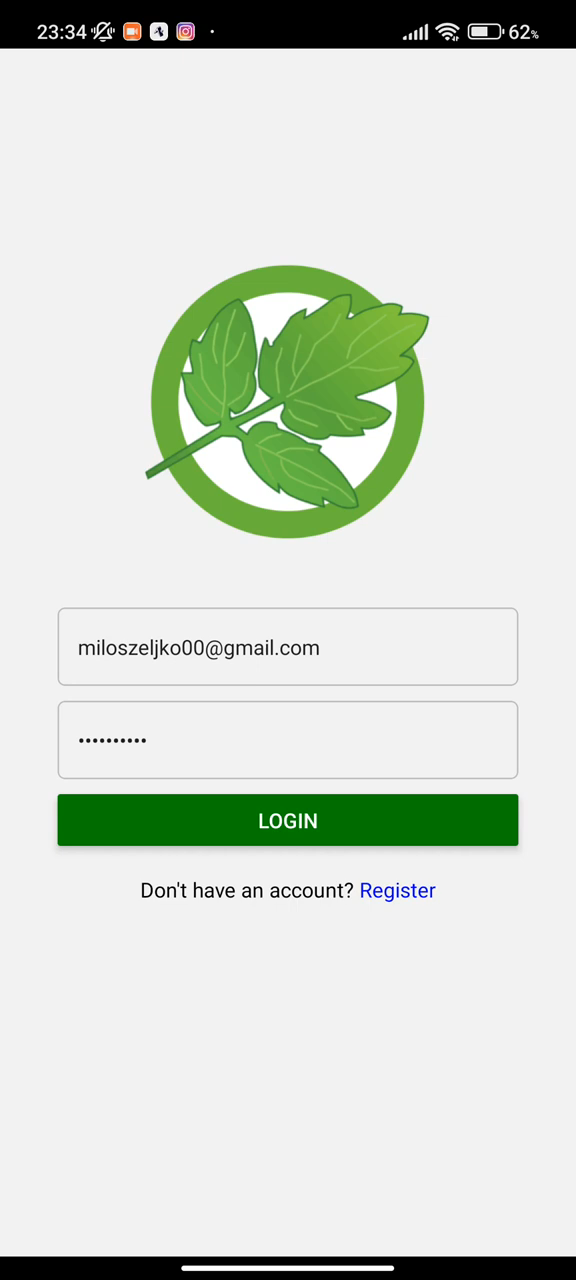 23:34
62%
miloszeljko00@gmail.com
••••••••••
LOGIN
Don't have an account? Register